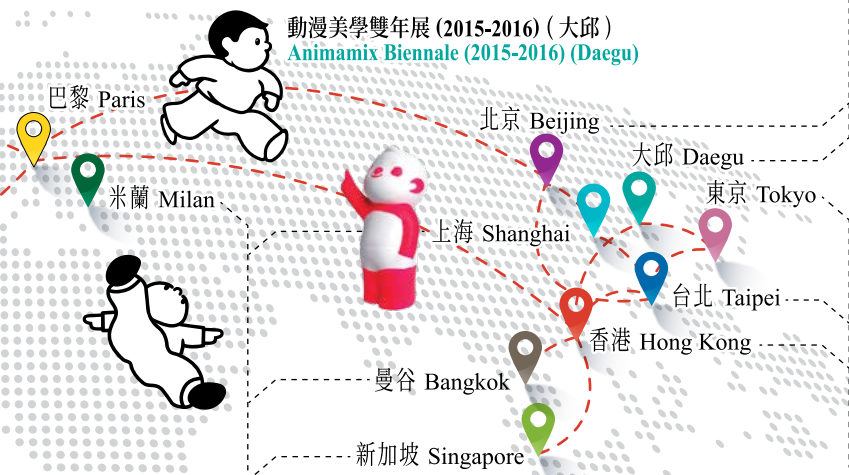 動漫美學雙年展 (2015-2016)（大邱）
Animamix Biennale (2015-2016) (Daegu)
巴黎 Paris
北京 Beijing
大邱 Daegu
米蘭 Milan
東京 Tokyo
上海 Shanghai
台北 Taipei
香港 Hong Kong
曼谷 Bangkok
新加坡 Singapore